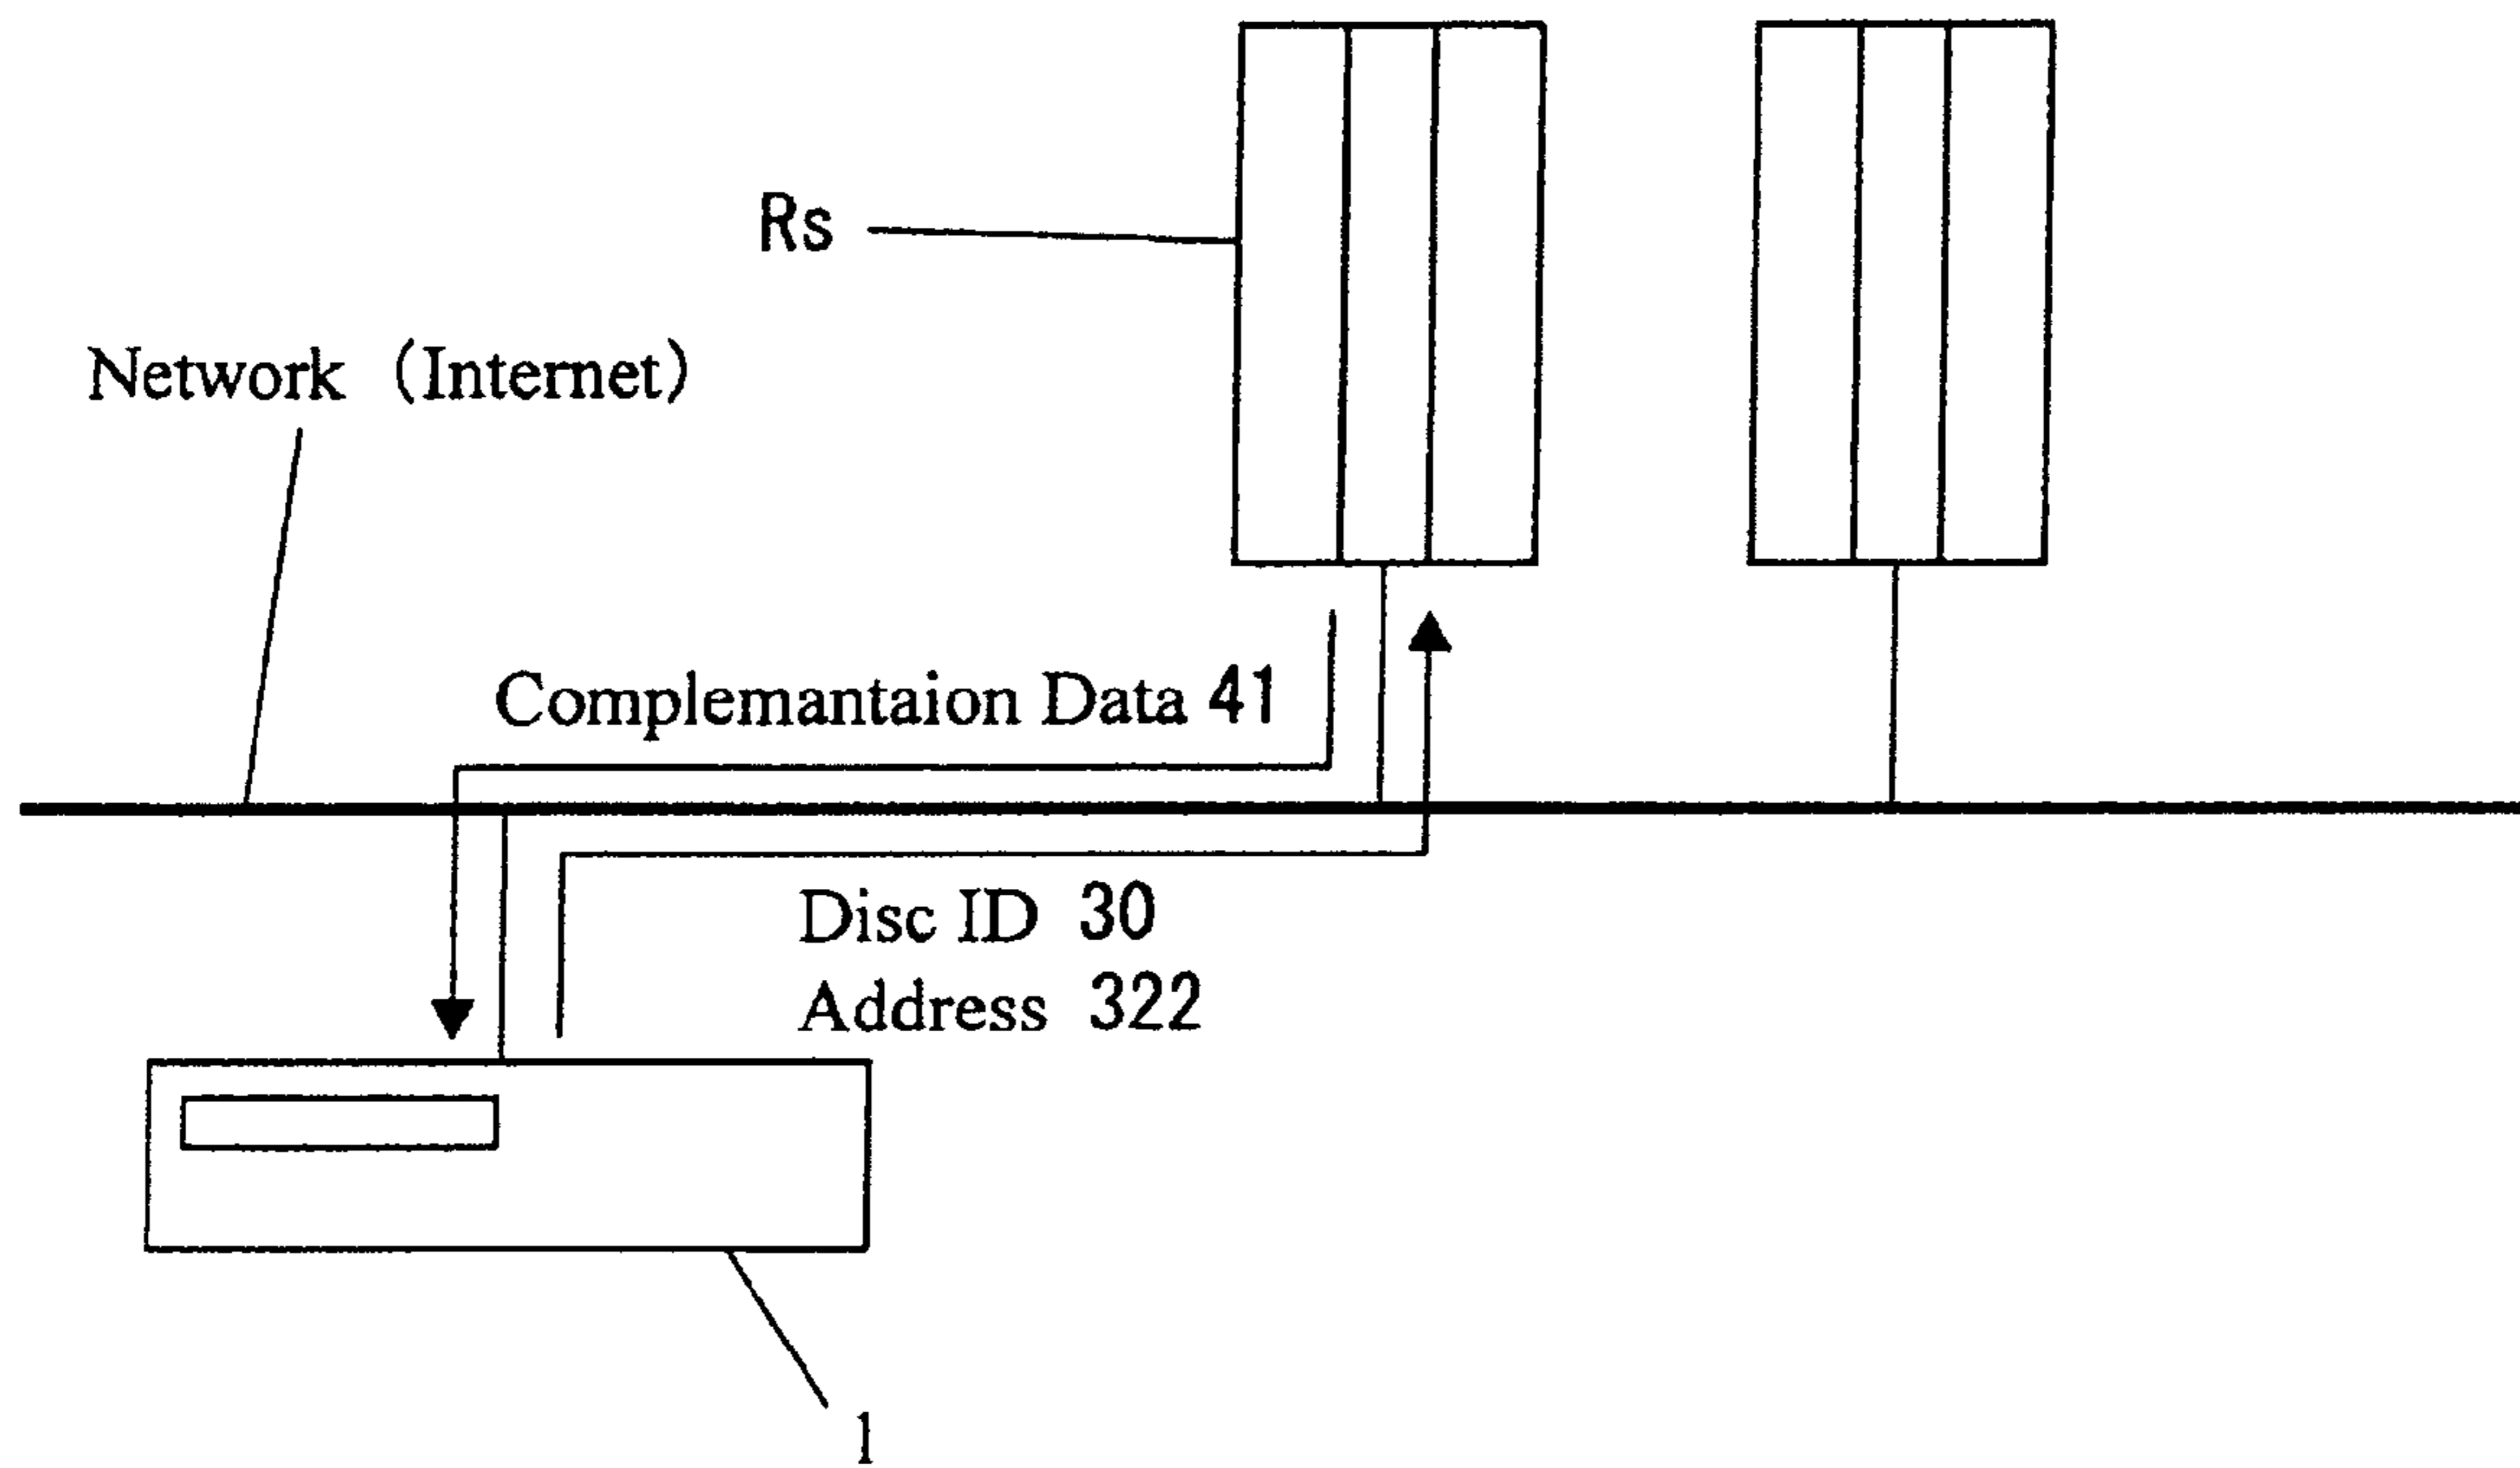 Rs
Network (Internet)
Complemantaion Data 41
Disc ID 30
Address 322
1